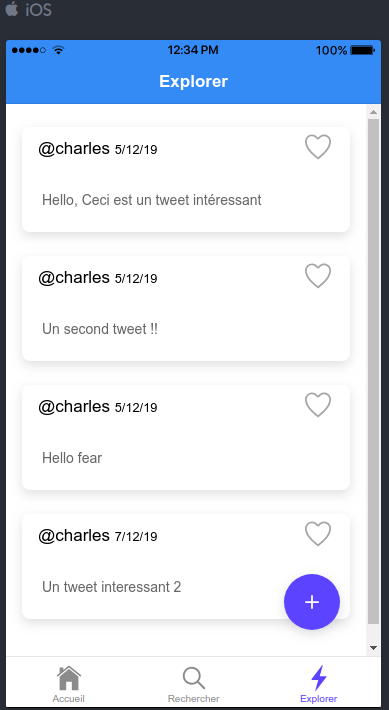 iOS
12:34 PM 100%
Explorer
@charles 5/12/19
Hello, Ceci est un tweet intéressant
@charles 5/12/19
Un second tweet !!
@charles 5/12/19
Hello fear
@charles 7/12/19
Un tweet interessant 2
+
Accueil Rechercher Explorer